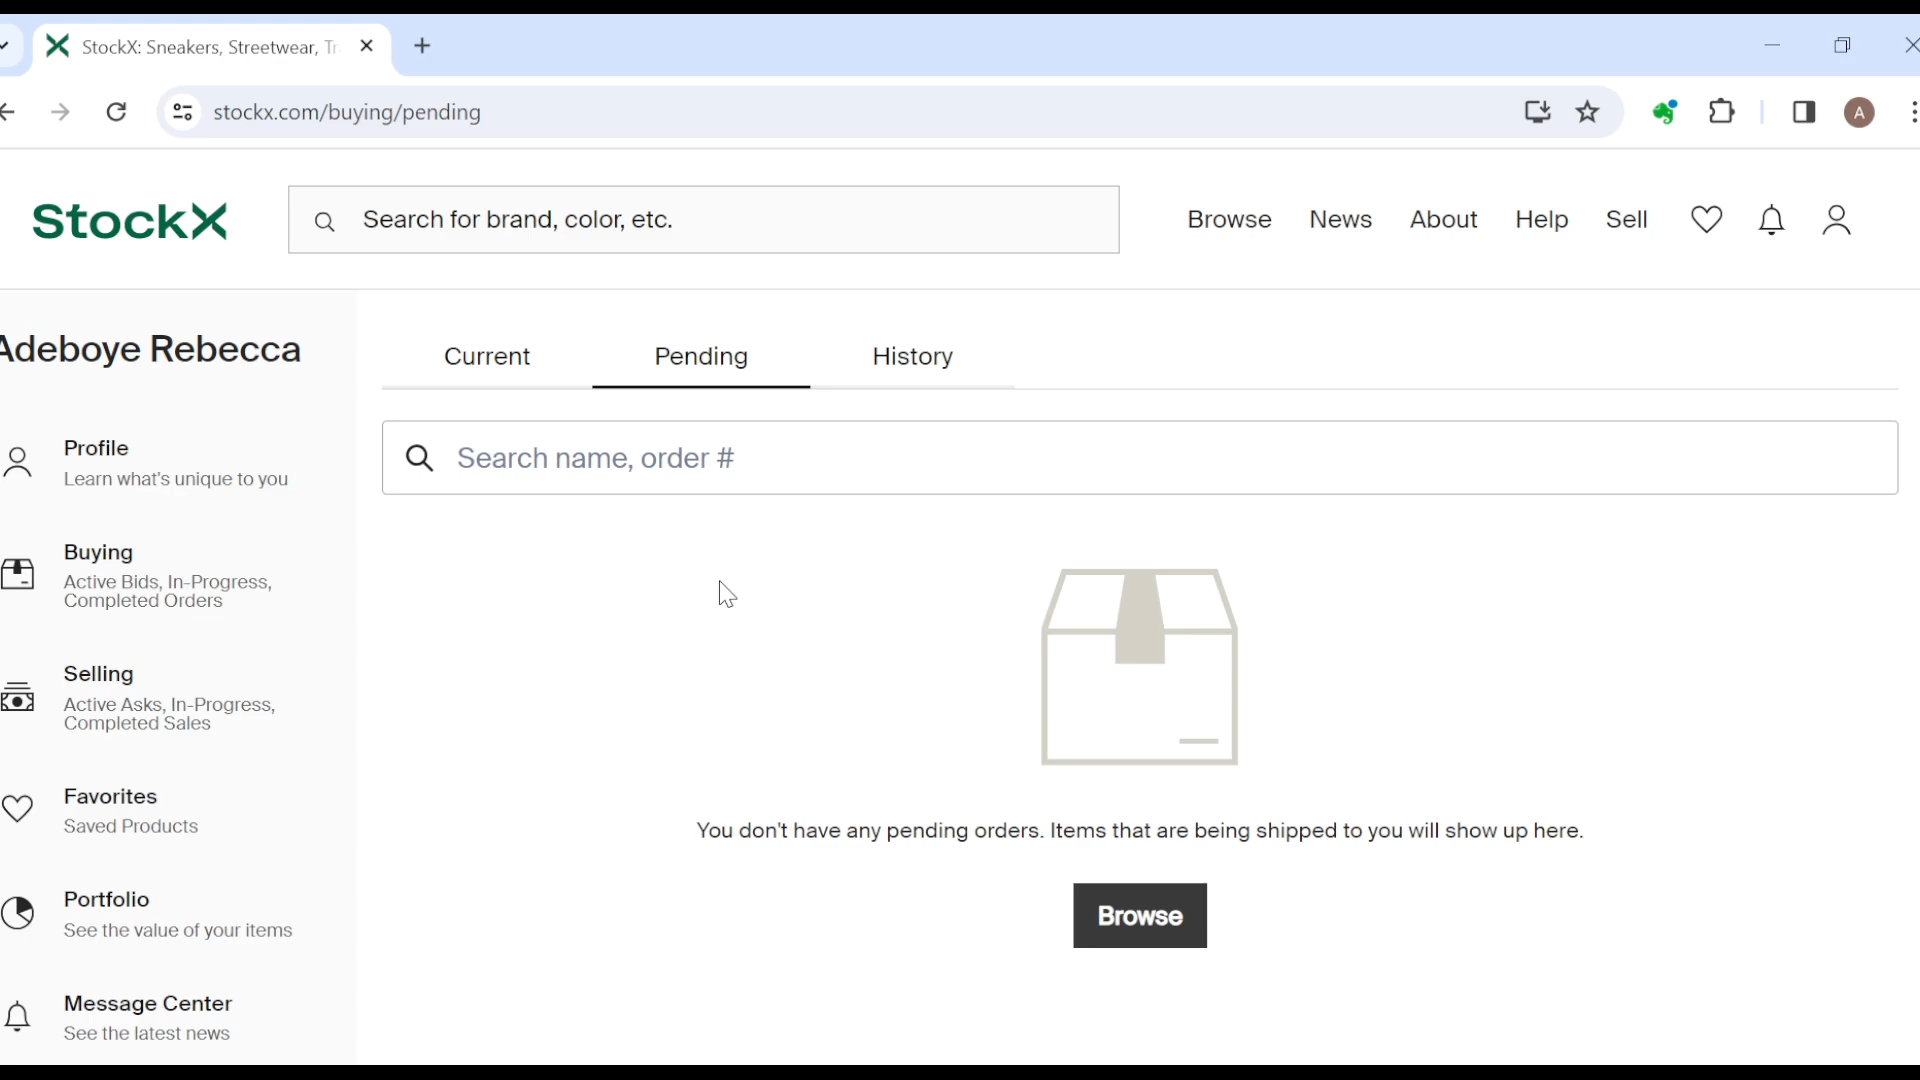 StockX: Sneakers, Streetwear, Tr
stockx.com/buying/pending
A
StockX
Search for brand, color, etc.
Browse
News
About
Help
Sell
Adeboye Rebecca
Current
Pending
History
Search name, order #
Profile
Learn what's unique to you
Buying
Active Bids, In-Progress,
Completed Orders
Selling
Active Asks, In-Progress,
Completed Sales
Favorites
Saved Products
Portfolio
See the value of your items
Message Center
See the latest news
You don't have any pending orders. Items that are being shipped to you will show up here.
Browse